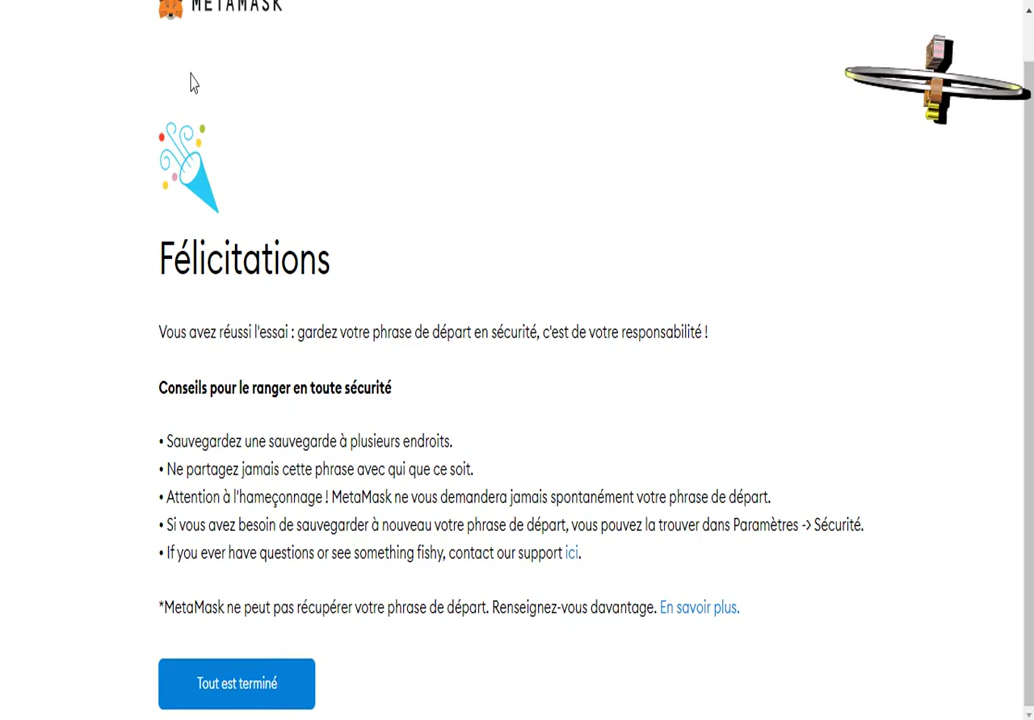 METAMASK
Félicitations
Vous avez réussi l'essai : gardez votre phrase de départ en sécurité, c'est de votre responsabilité !
Conseils pour le ranger en toute sécurité
• Sauvegardez une sauvegarde à plusieurs endroits.
• Ne partagez jamais cette phrase avec qui que ce soit.
• Attention à l'hameçonnage ! MetaMask ne vous demandera jamais spontanément votre phrase de départ.
• Si vous avez besoin de sauvegarder à nouveau votre phrase de départ, vous pouvez la trouver dans Paramètres -> Sécurité.
• If you ever have questions or see something fishy, contact our support ici.
*MetaMask ne peut pas récupérer votre phrase de départ. Renseignez-vous davantage. En savoir plus.
Tout est terminé